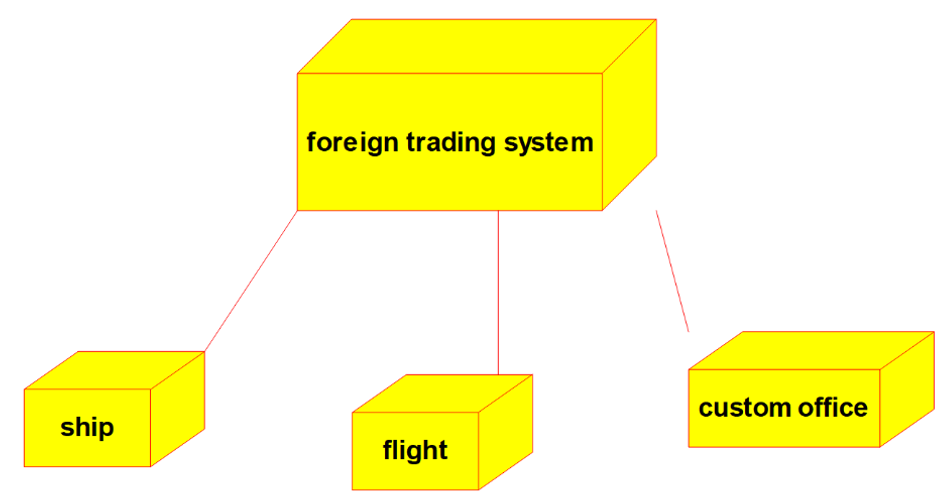 foreign trading system
ship
flight
custom office